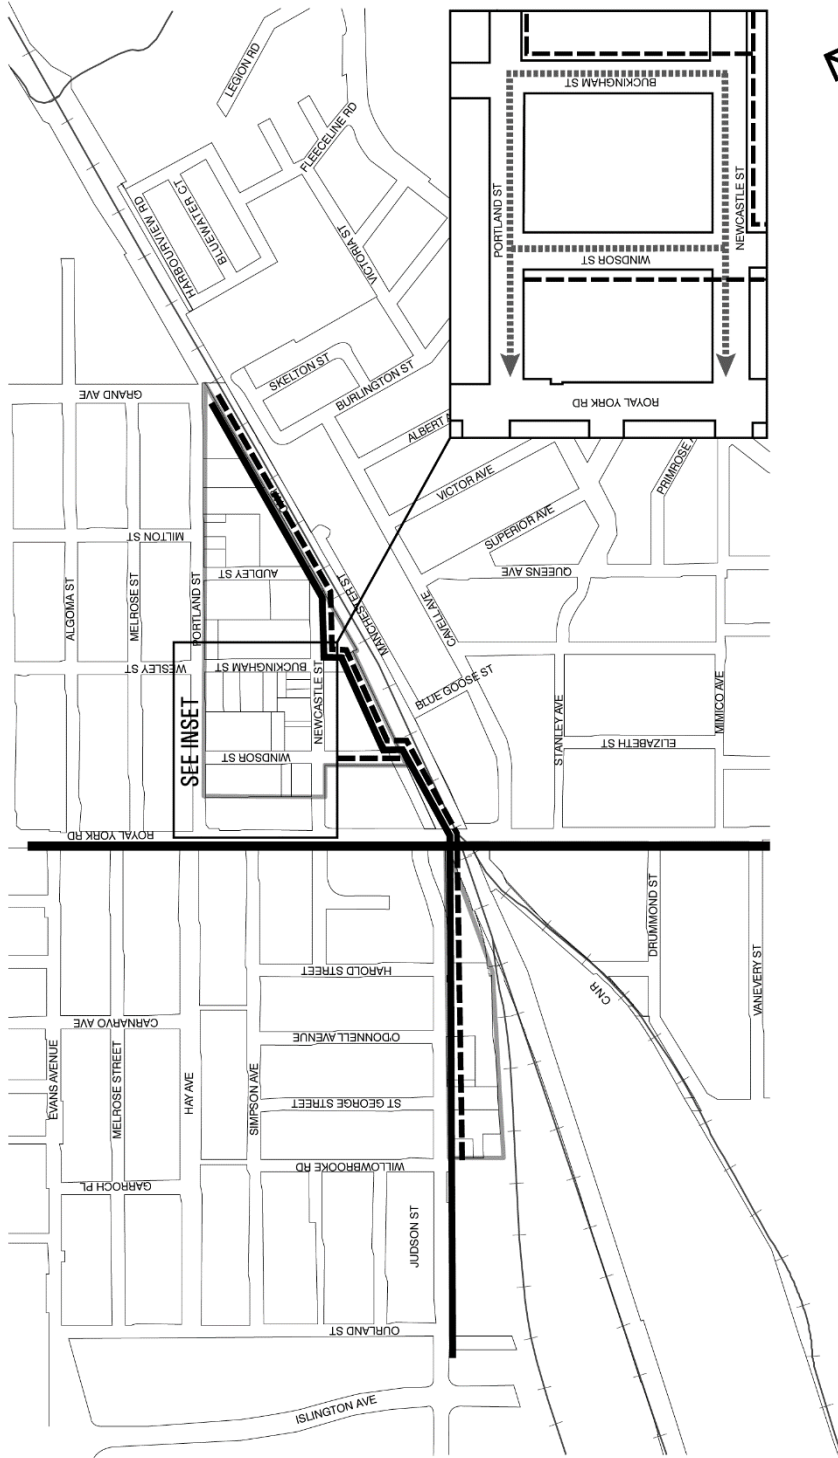 LEGION RD
FLEECELINE RD
HARBOURVIEW RD
BLUEWATER CT
VICTORIA ST
SKELTON ST
BURLINGTON ST
VICTOR AVE
SUPERIOR AVE
QUEENS AVE
BUCKINGHAM ST
PORTLAND ST
NEWCASTLE ST
WINDSOR ST
ROYAL YORK RD
GRAND AVE
MILTON ST
ALGOMA ST
MELROSE ST
PORTLAND ST
AUDLEY ST
MANCHESTER ST
CAVELL AVE
WESLEY ST
BUCKINGHAM ST
NEWCASTLE ST
BLUE GOOSE ST
SEE INSET
WINDSOR ST
STANLEY AVE
ELIZABETH ST
MIMICO AVE
ROYAL YORK RD
DRUMMOND ST
VANEVERY ST
HAROLD STREET
CNR
CARNARVO AVE
O'DONNELL AVENUE
EVANS AVENUE
MELROSE STREET
HAY AVE
SIMPSON AVE
ST GEORGE STREET
WILLOWBROOKE RD
GARROCH PL
JUDSON ST
OURLAND ST
ISLINGTON AVE